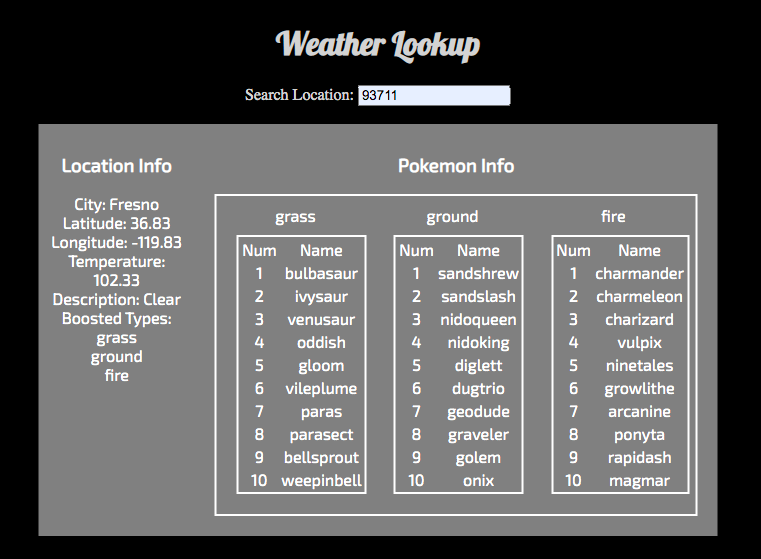 Weather Lookup
Search Location: 93711
Location Info
City: Fresno
Latitude: 36.83
Longitude: -119.83
Temperature:
102.33
Description: Clear
Boosted Types:
grass
ground
fire
Pokemon Info
grass
Num Name
1 bulbasaur
2 ivysaur
3 venusaur
4 oddish
5 gloom
6 vileplume
7 paras
8 parasect
9 bellsprout
10 weepinbell
ground
Num Name
1 sandshrew
2 sandslash
3 nidoqueen
4 nidoking
5 diglett
6 dugtrio
7 geodude
8 graveler
9 golem
10 onix
fire
Num Name
1 charmander
2 charmeleon
3 charizard
4 vulpix
5 ninetales
6 growlithe
7 arcanine
8 ponyta
9 rapidash
10 magmar